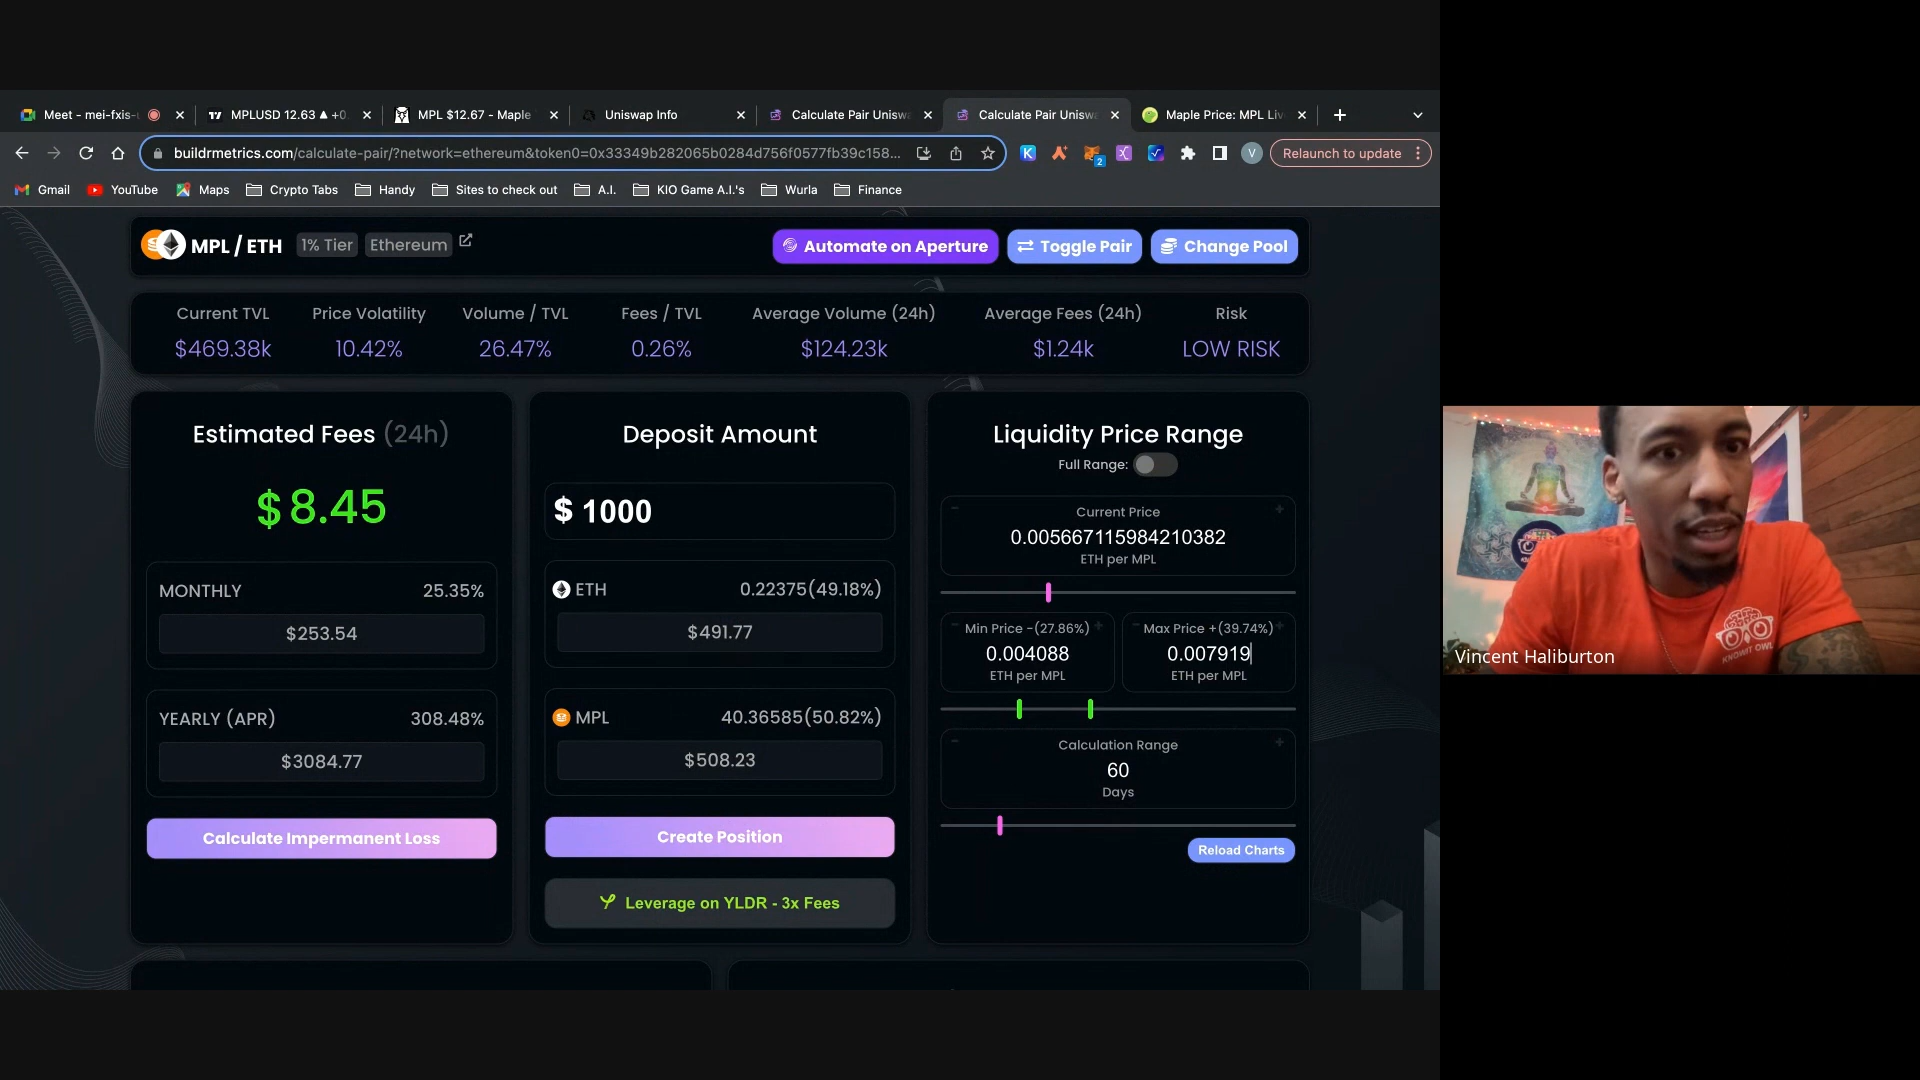 Meet - mei-fxis-
MPLUSD 12.63 ▲ +0.
MPL $12.67 - Maple
Uniswap Info
Calculate Pair Uniswa
Calculate Pair Uniswa
Maple Price: MPL Liv
buildrmetrics.com/calculate-pair/?network=ethereum&token0=0x33349b282065b0284d756f0577fb39c158...
2
V
Relaunch to update
Gmail
YouTube
Maps
Crypto Tabs
Handy
Sites to check out
A.I.
KIO Game A.I.'s
Wurla
Finance
MPL / ETH
1% Tier
Ethereum
Automate on Aperture
Toggle Pair
Change Pool
Current TVL
$469.38k
Price Volatility
10.42%
Volume / TVL
26.47%
Fees / TVL
0.26%
Average Volume (24h)
$124.23k
Average Fees (24h)
$1.24k
Risk
LOW RISK
Estimated Fees (24h)
$8.45
MONTHLY 25.35%
$253.54
YEARLY (APR) 308.48%
$3084.77
Calculate Impermanent Loss
Deposit Amount
$ 1000
ETH 0.22375(49.18%)
$491.77
MPL 40.36585(50.82%)
$508.23
Create Position
Leverage on YLDR - 3x Fees
Liquidity Price Range
Full Range:
Current Price
0.005667115984210382
ETH per MPL
Min Price -(27.86%)
0.004088
ETH per MPL
Max Price +(39.74%)
0.007919
ETH per MPL
Calculation Range
60
Days
Reload Charts
Vincent Haliburton
KNOWIT OWL